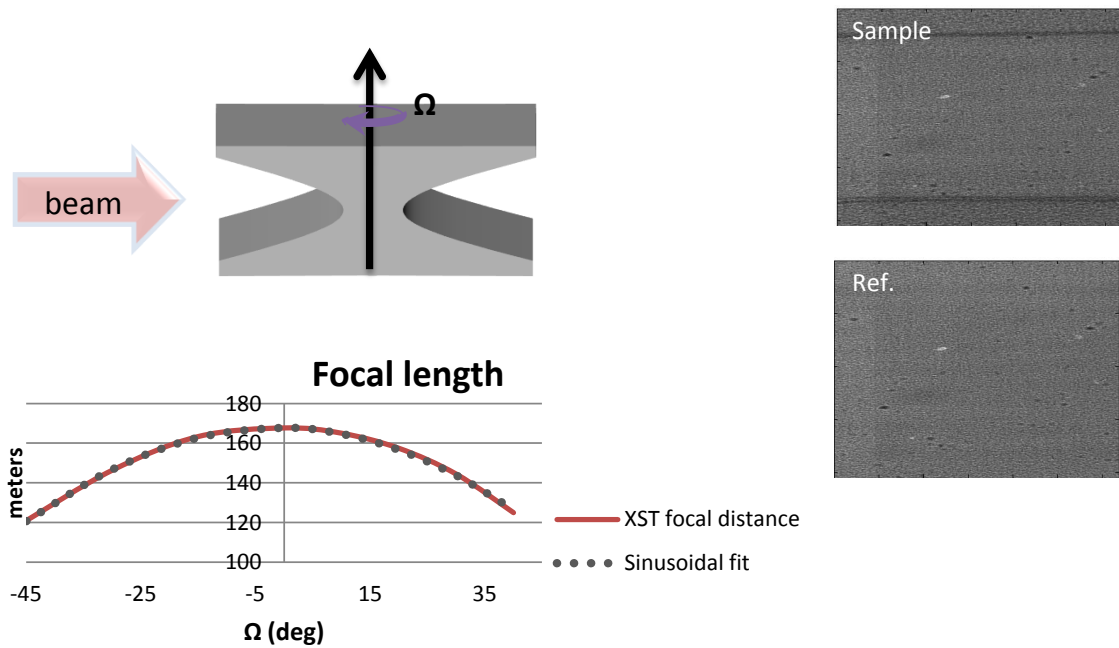 Sample
Ω
beam
Ref.
Focal length
meters
180
160
140
120
100
-45 -25 -5 15 35
Ω (deg)
XST focal distance
Sinusoidal fit